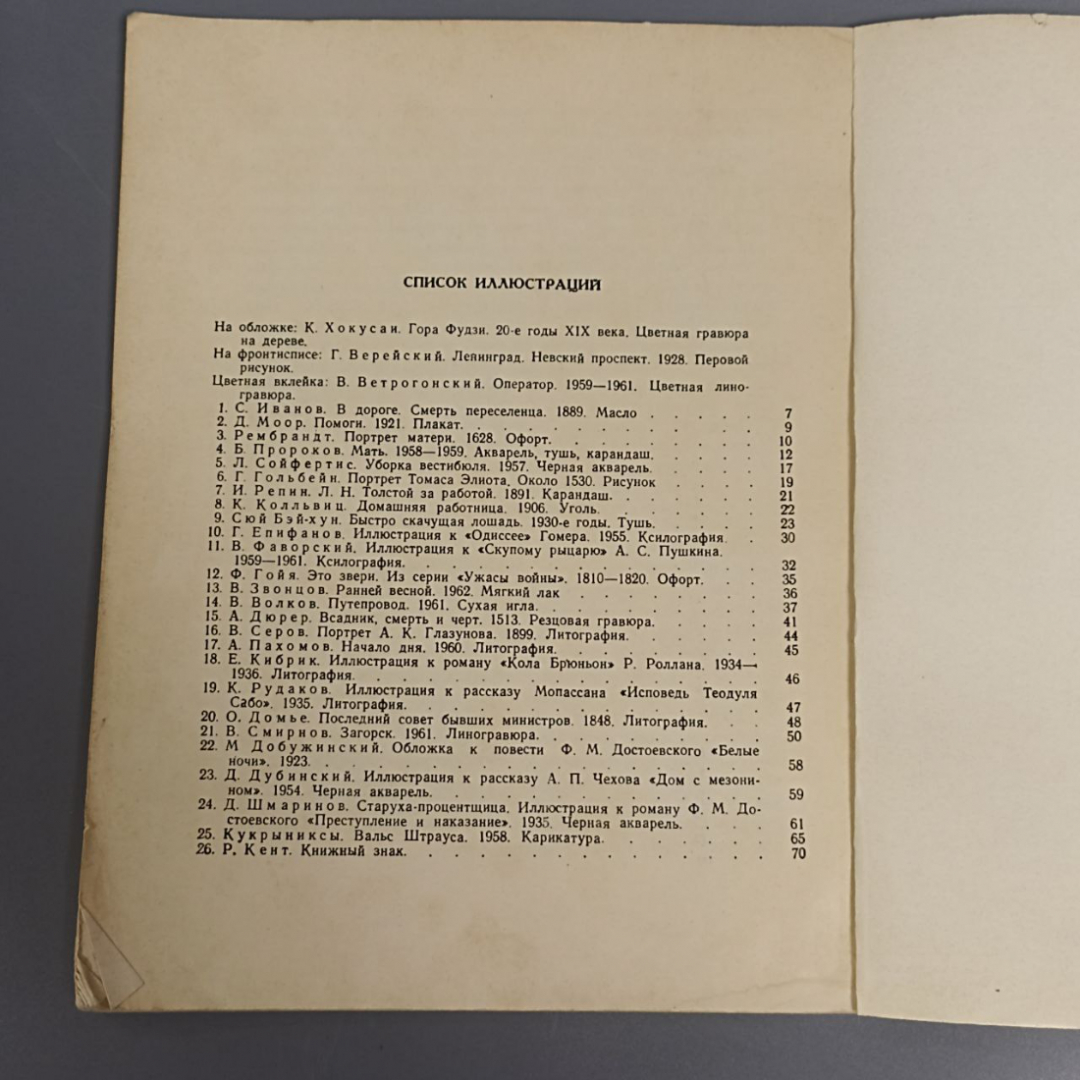 СПИСОК ИЛЛЮСТРАЦИЙ
На обложке: К. Хокусаи. Гора Фудзи. 20-е годы XIX века. Цветная гравюра
на дереве.
На фронтисписе: Г. Верейский. Ленинград. Невский проспект. 1928. Перовой
рисунок.
Цветная вклейка: В. Ветрогонский. Оператор. 1959—1961. Цветная лино-
гравюра.
1. С. Иванов. В дороге. Смерть переселенца. 1889. Масло . . . . . 7
2. Д. Моор. Помоги. 1921. Плакат. . . . . . . . . . . 9
3. Рембрандт. Портрет матери. 1628. Офорт. . . . . . . . 10
4. Б. Пророков. Мать. 1958—1959. Акварель, тушь, карандаш. . . . . 12
5. Л. Сойфертис. Уборка вестибюля. 1957. Черная акварель. . . . . 17
6. Г. Гольбейн. Портрет Томаса Элиота. Около 1530. Рисунок . . . . 19
7. И. Репин. Л. Н. Толстой за работой. 1891. Карандаш. . . . . . 21
8. К. Колльвиц. Домашняя работница. 1906. Уголь. . . . . . 22
9. Сюй Бэй-хун. Быстро скачущая лошадь. 1930-е годы. Тушь. . . . . 23
10. Г. Епифанов. Иллюстрация к «Одиссее» Гомера. 1955. Ксилография. . . 30
11. В. Фаворский. Иллюстрация к «Скупому рыцарю» А. С. Пушкина.
1959—1961. Ксилография. . . . . . . . . . . . 32
12. Ф. Гойя. Это звери. Из серии «Ужасы войны». 1810—1820. Офорт. . . 35
13. В. Звонцов. Ранней весной. 1962. Мягкий лак . . . . . . . 36
14. В. Волков. Путепровод. 1961. Сухая игла. . . . . . . . 37
15. А. Дюрер. Всадник, смерть и черт. 1513. Резцовая гравюра. . . . . 41
16. В. Серов. Портрет А. К. Глазунова. 1899. Литография. . . . . 44
17. А. Пахомов. Начало дня. 1960. Литография. . . . . . . . 45
18. Е. Кибрик. Иллюстрация к роману «Кола Брюньон» Р. Роллана. 1934—
1936. Литография. . . . . . . . . . . . . 46
19. К. Рудаков. Иллюстрация к рассказу Мопассана «Исповедь Теодуля
Сабо». 1935. Литография. . . . . . . . . . . . 47
20. О. Домье. Последний совет бывших министров. 1848. Литография. . . 48
21. В. Смирнов. Загорск. 1961. Линогравюра. . . . . . . . 50
22. М. Добужинский. Обложка к повести Ф. М. Достоевского «Белые
ночи». 1923. . . . . . . . . . . . . . . 58
23. Д. Дубинский. Иллюстрация к рассказу А. П. Чехова «Дом с мезони-
ном». 1954. Черная акварель. . . . . . . . . . . 59
24. Д. Шмаринов. Старуха-процентщица. Иллюстрация к роману Ф. М. До-
стоевского «Преступление и наказание». 1935. Черная акварель. . . . 61
25. Кукрыниксы. Вальс Штрауса. 1958. Карикатура. . . . . . . 65
26. Р. Кент. Книжный знак. . . . . . . . . . . . . 70